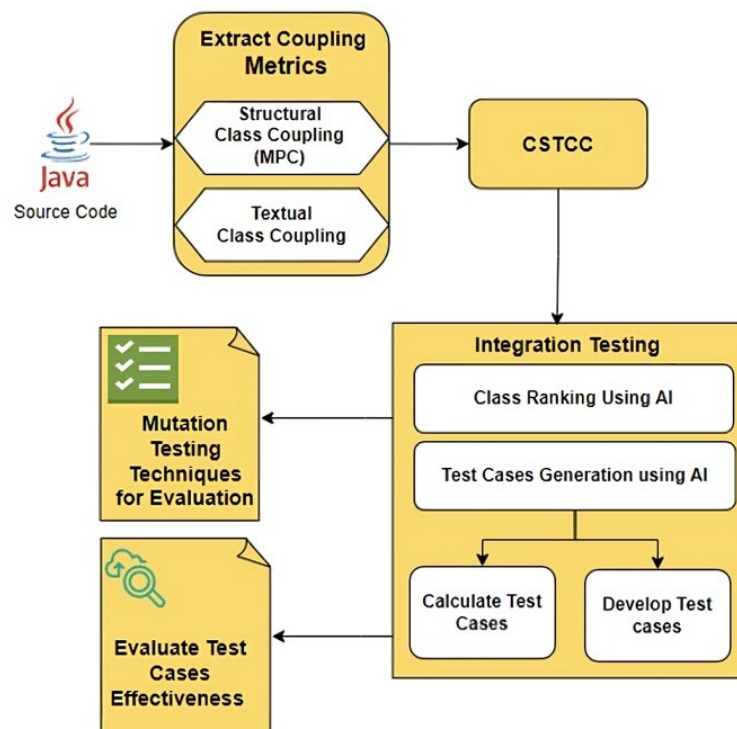 Extract Coupling
Metrics
Structural
Class Coupling
(MPC)
Textual
Class Coupling
Java
Source Code
CSTCC
Integration Testing
Class Ranking Using AI
Test Cases Generation using AI
Calculate Test
Cases
Develop Test
cases
Mutation
Testing
Techniques
for Evaluation
Evaluate Test
Cases
Effectiveness